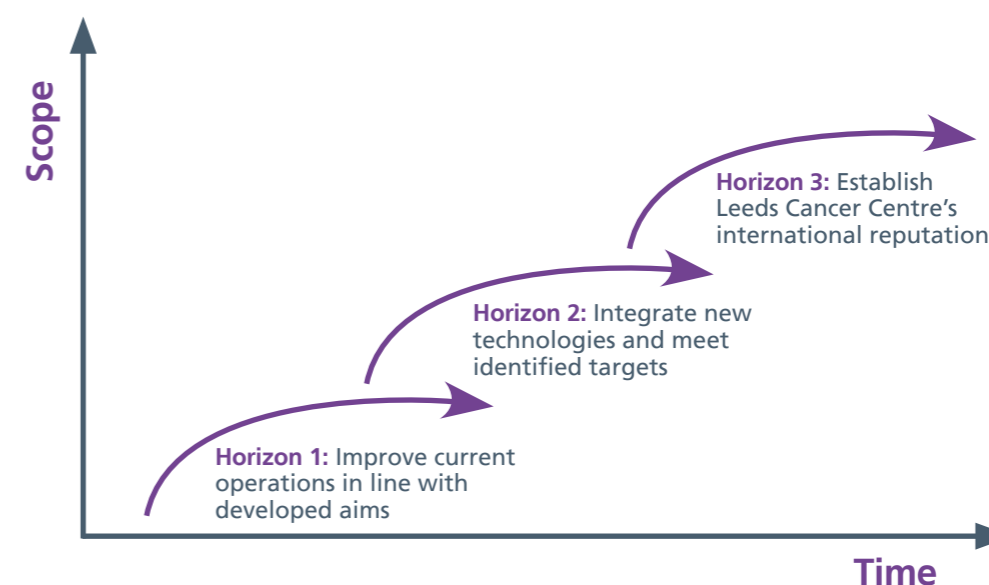 Scope
Horizon 3: Establish
Leeds Cancer Centre’s
international reputation
Horizon 2: Integrate new
technologies and meet
identified targets
Horizon 1: Improve current
operations in line with
developed aims
Time